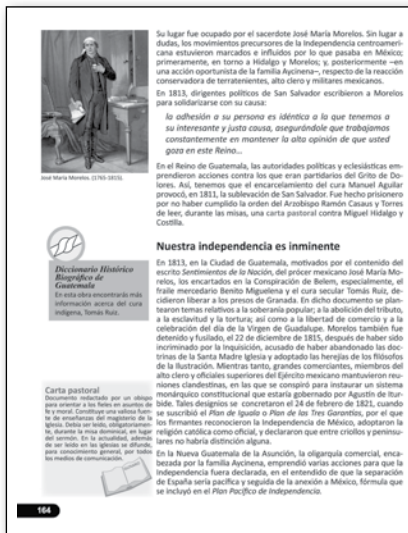 Su lugar fue ocupado por el sacerdote José María Morelos. Sin lugar a
dudas, los movimientos precursores de la Independencia centroameri-
cana estuvieron marcados e influidos por lo que pasaba en México;
primeramente, en torno a Hidalgo y Morelos; y, posteriormente –en
una acción oportunista de la familia Aycinena–, respecto de la reacción
conservadora de terratenientes, alto clero y militares mexicanos.
En 1813, dirigentes políticos de San Salvador escribieron a Morelos
para solidarizarse con su causa:
la adhesión a su persona es idéntica a la que tenemos a
su interesante y justa causa, asegurándole que trabajamos
constantemente en mantener la alta opinión de que usted
goza en este Reino...
José María Morelos. (1765-1815).
En el Reino de Guatemala, las autoridades políticas y eclesiásticas em-
prendieron acciones contra los que eran partidarios del Grito de Do-
lores. Así, tenemos que el encarcelamiento del cura Manuel Aguilar
provocó, en 1811, la sublevación de San Salvador. Fue hecho prisionero
por no haber cumplido la orden del Arzobispo Ramón Casaus y Torres
de leer, durante las misas, una carta pastoral contra Miguel Hidalgo y
Costilla.
Nuestra independencia es inminente
Diccionario Histórico
Biográfico de
Guatemala
En esta obra encontrarás más
información acerca del cura
indígena, Tomás Ruiz.
En 1813, en la Ciudad de Guatemala, motivados por el contenido del
escrito Sentimientos de la Nación, del prócer mexicano José María Mo-
relos, los encartados en la Conspiración de Belem, especialmente, el
fraile mercedario Benito Miguelena y el cura secular Tomás Ruiz, de-
cidieron liberar a los presos de Granada. En dicho documento se plan-
tearon temas relativos a la soberanía popular; a la abolición del tributo,
a la esclavitud y la tortura; así como a la libertad de comercio y a la
celebración del día de la Virgen de Guadalupe. Morelos también fue
detenido y fusilado, el 22 de diciembre de 1815, después de haber sido
incriminado por la Inquisición, acusado de haber abandonado las doc-
trinas de la Santa Madre Iglesia y adoptado las herejías de los filósofos
de la Ilustración. Mientras tanto, grandes comerciantes, miembros del
alto clero y oficiales superiores del Ejército mexicano mantuvieron reu-
niones clandestinas, en las que se conspiró para instaurar un sistema
monárquico constitucional que estaría gobernado por Agustín de Itur-
bide. Tales designios se concretaron el 24 de febrero de 1821, cuando
se suscribió el Plan de Iguala o Plan de las Tres Garantías, por el que
los firmantes reconocieron la Independencia de México, adoptaron la
religión católica como oficial, y declararon que entre criollos y peninsu-
lares no habría distinción alguna.
Carta pastoral
Documento redactado por un obispo
para orientar a los fieles en asuntos de
fe y moral. Constituye una valiosa fuen-
te de enseñanzas del magisterio de la
Iglesia. Debía ser leído, obligatoriamen-
te, durante la misa dominical, en lugar
del sermón. En la actualidad, además
de ser leído en las iglesias se difunde,
para conocimiento general, por todos
los medios de comunicación.
En la Nueva Guatemala de la Asunción, la oligarquía comercial, enca-
bezada por la familia Aycinena, emprendió varias acciones para que la
Independencia fuera declarada, en el entendido de que la separación
de España sería pacífica y seguida de la anexión a México, fórmula que
se incluyó en el Plan Pacífico de Independencia.
164